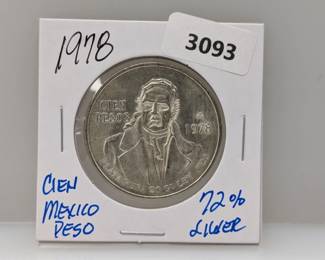 1978
3093
CIEN
PESOS
1978
CIEN
MEXICO
PESO
72%
SILVER